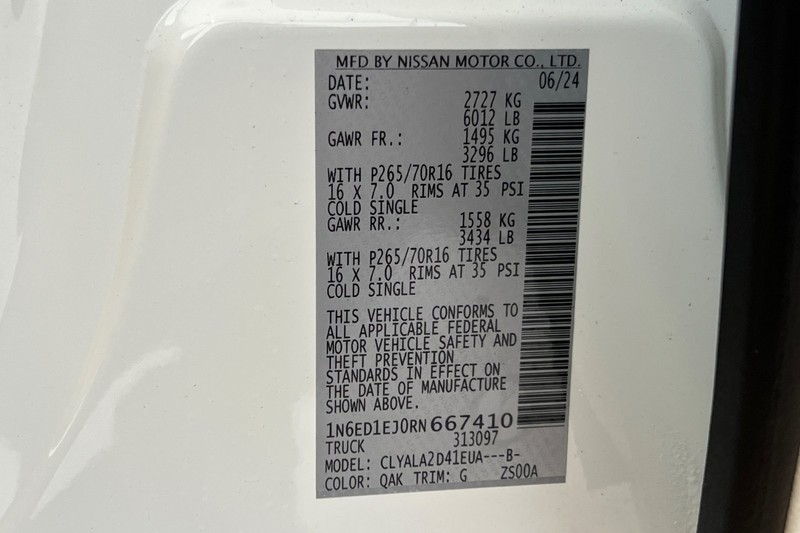 MFD BY NISSAN MOTOR CO., LTD.
DATE: 06/24
GVWR: 2727 KG
6012 LB
GAWR FR.: 1495 KG
3296 LB
WITH P265/70R16 TIRES
16 X 7.0 RIMS AT 35 PSI
COLD SINGLE
GAWR RR.: 1558 KG
3434 LB
WITH P265/70R16 TIRES
16 X 7.0 RIMS AT 35 PSI
COLD SINGLE
THIS VEHICLE CONFORMS TO
ALL APPLICABLE FEDERAL
MOTOR VEHICLE SAFETY AND
THEFT PREVENTION
STANDARDS IN EFFECT ON
THE DATE OF MANUFACTURE
SHOWN ABOVE.
1N6ED1EJ0RN667410
TRUCK 313097
MODEL: CLYALA2D41EUA---B-
COLOR: QAK TRIM: G ZS00A